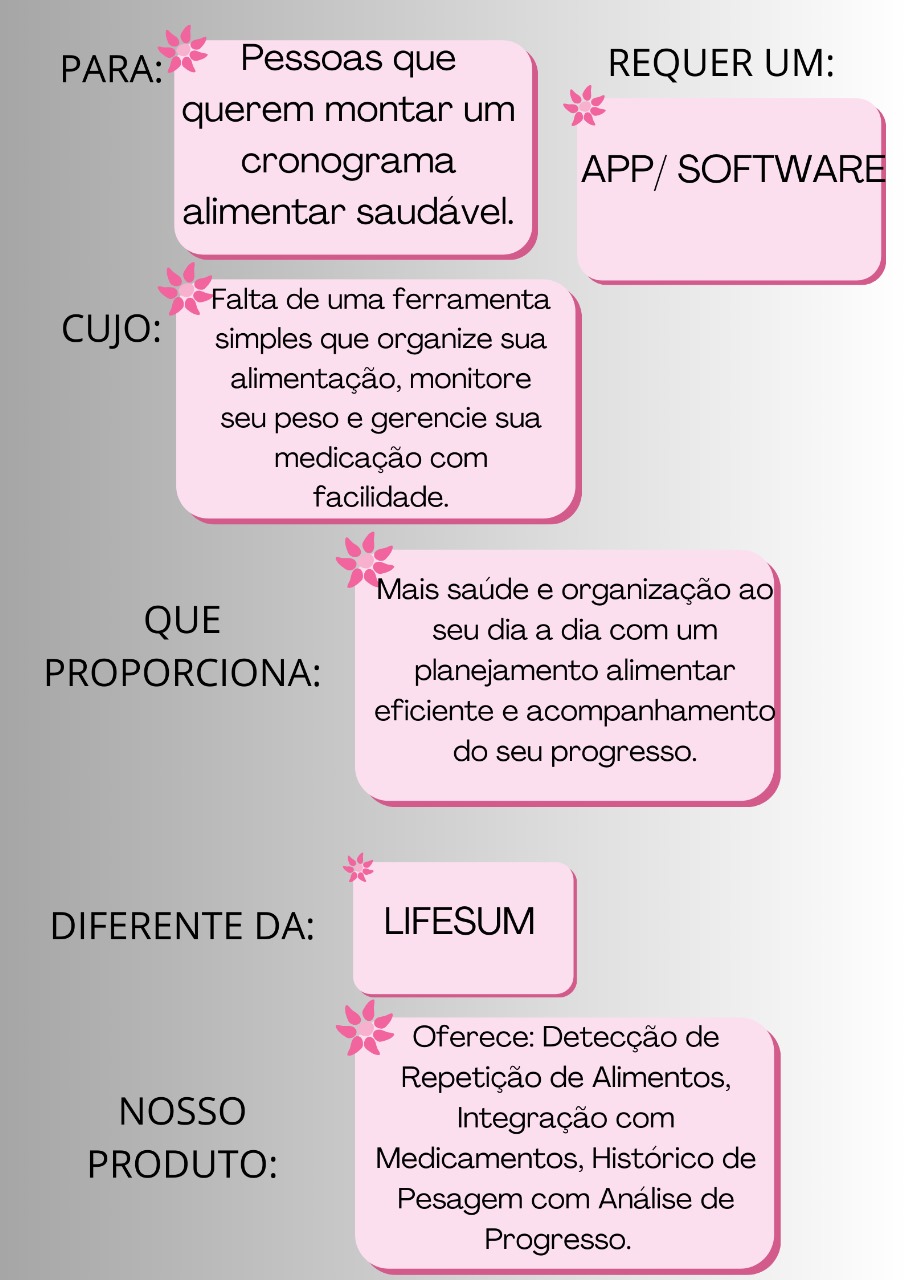 PARA:
Pessoas que
querem montar um
cronograma
alimentar saudável.
REQUER UM:
APP/ SOFTWARE
CUJO:
Falta de uma ferramenta
simples que organize sua
alimentação, monitore
seu peso e gerencie sua
medicação com
facilidade.
QUE
PROPORCIONA:
Mais saúde e organização ao
seu dia a dia com um
planejamento alimentar
eficiente e acompanhamento
do seu progresso.
DIFERENTE DA:
LIFESUM
NOSSO
PRODUTO:
Oferece: Detecção de
Repetição de Alimentos,
Integração com
Medicamentos, Histórico de
Pesagem com Análise de
Progresso.